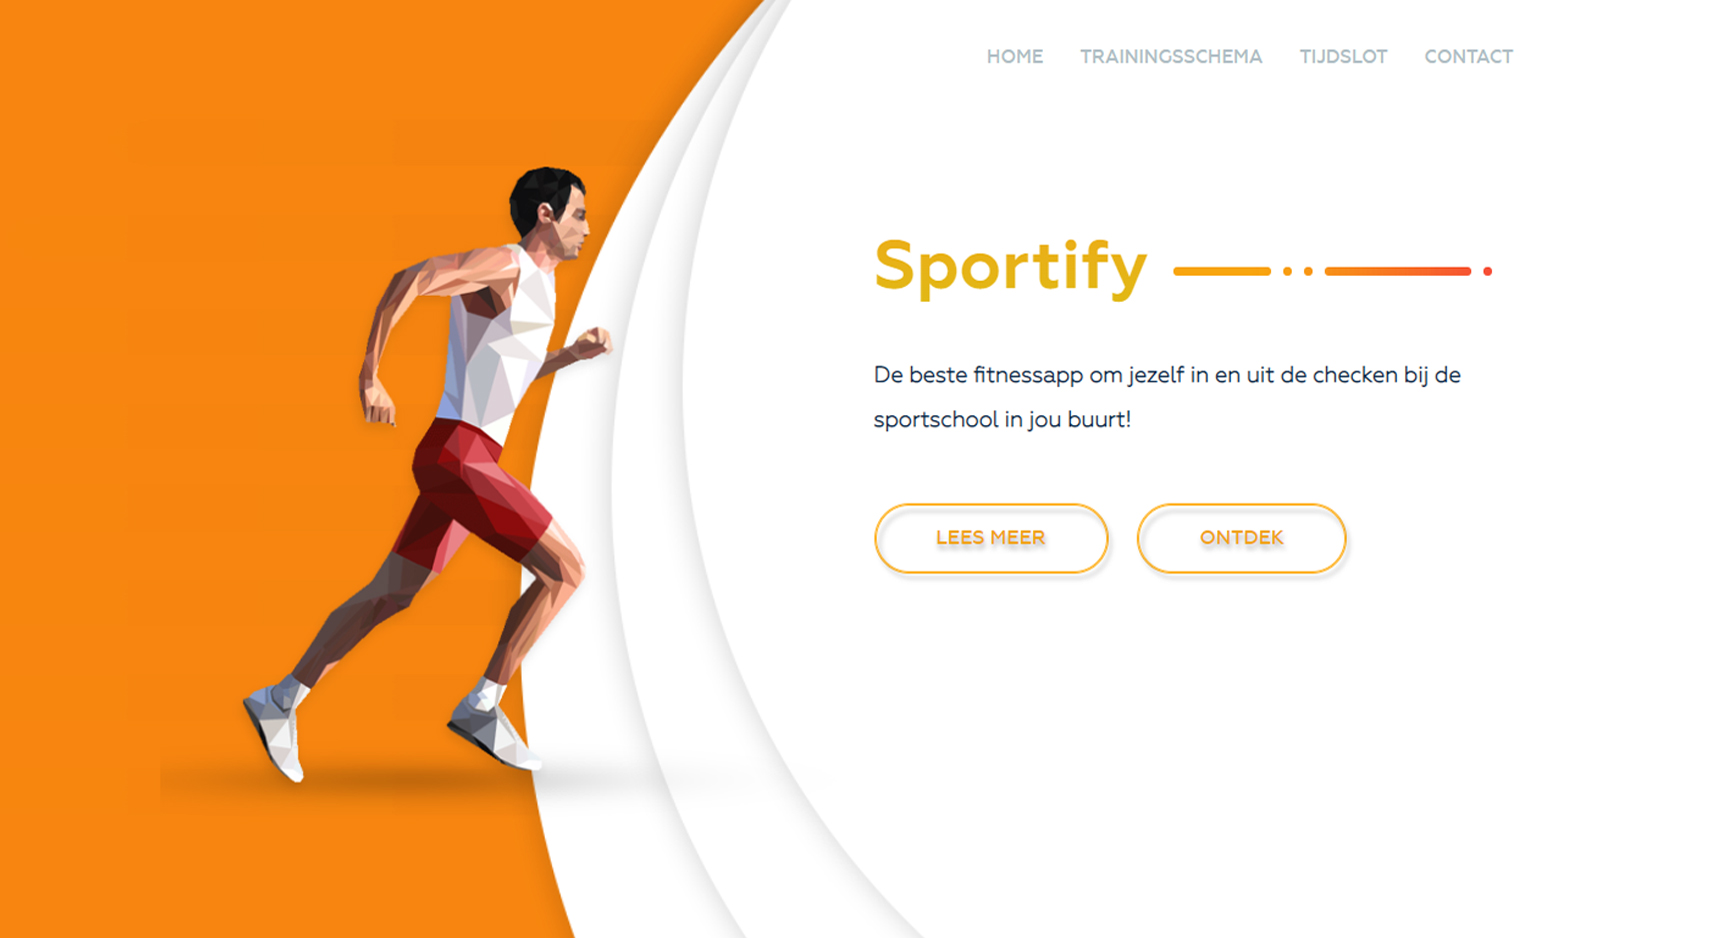 HOME TRAININGSSCHEMA TIJDSLOT CONTACT
Sportify
De beste fitnessapp om jezelf in en uit de checken bij de
sportschool in jou buurt!
LEES MEER ONTDEK